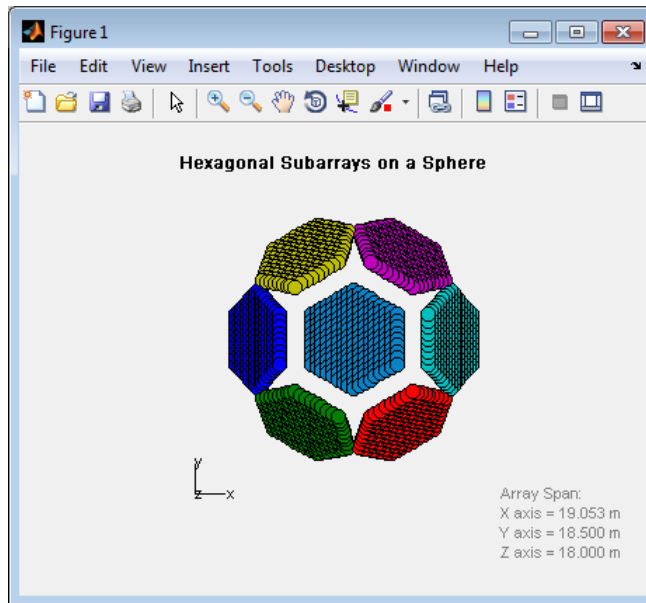 Figure 1
File Edit View Insert Tools Desktop Window Help
Hexagonal Subarrays on a Sphere
y
z x
Array Span:
X axis = 19.053 m
Y axis = 18.500 m
Z axis = 18.000 m